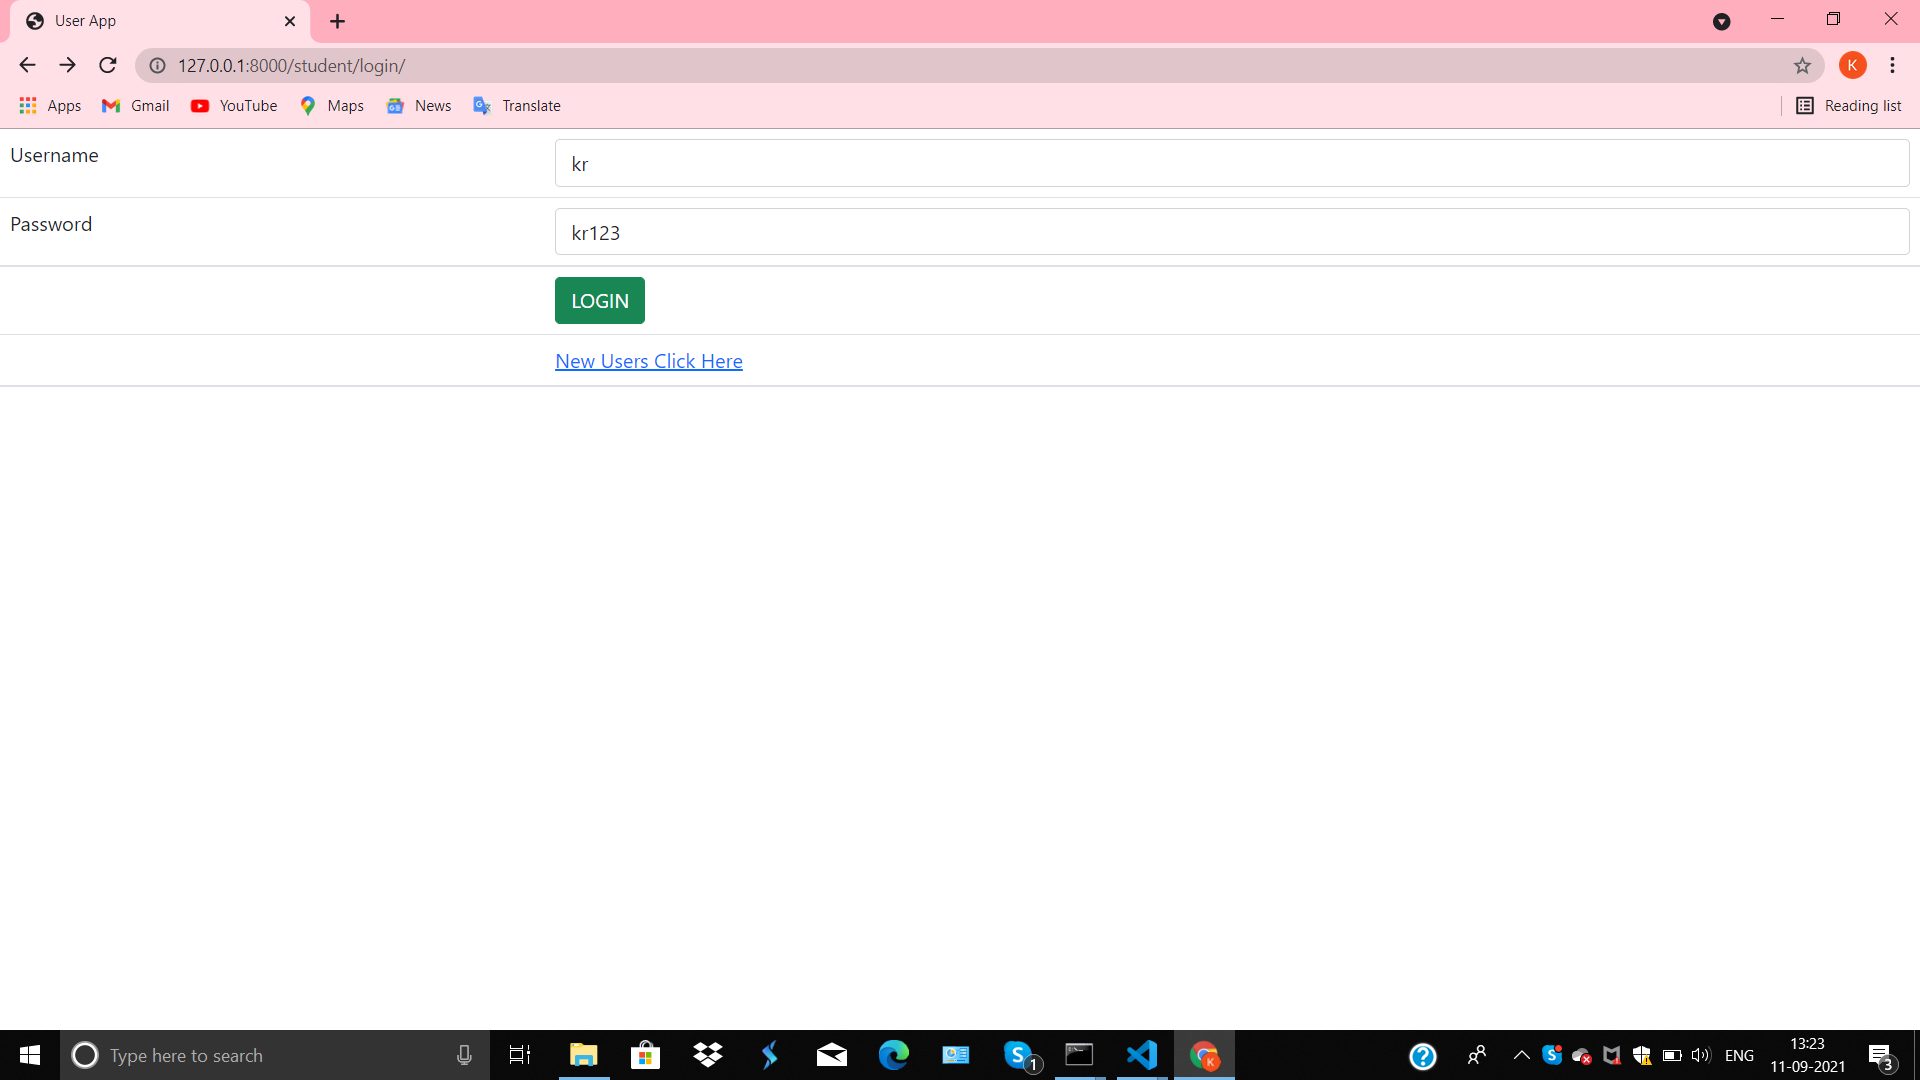 User App
127.0.0.1:8000/student/login/
K
Apps Gmail YouTube Maps News Translate Reading list
Username kr
Password kr123
LOGIN
New Users Click Here
Type here to search
S 1
K
?
S
ENG
13:23
11-09-2021
3